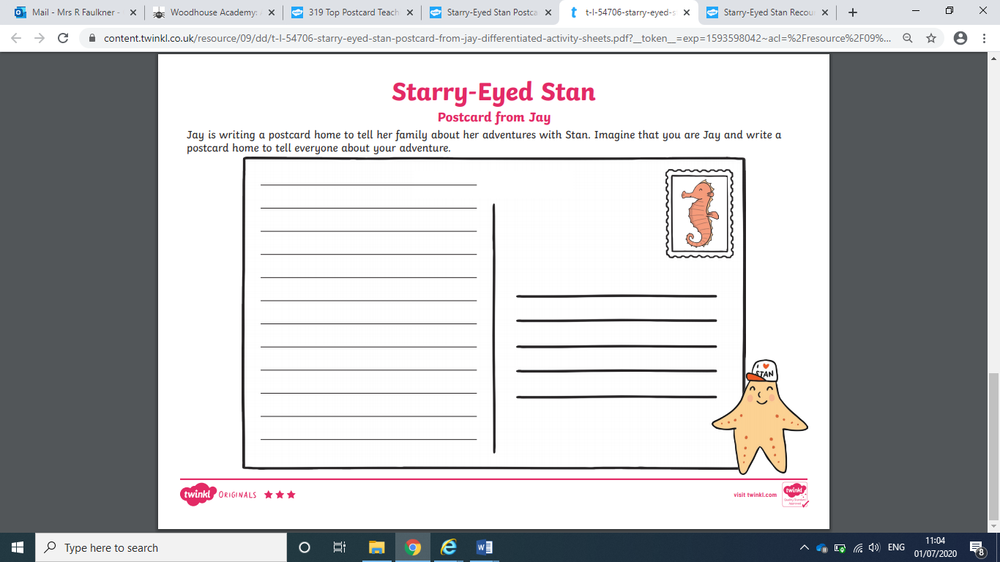 Mail - Mrs R Faulkner -
Woodhouse Academy:
319 Top Postcard Teach
Starry-Eyed Stan Postca
t-l-54706-starry-eyed-s
Starry-Eyed Stan Recou
content.twinkl.co.uk/resource/09/dd/t-l-54706-starry-eyed-stan-postcard-from-jay-differentiated-activity-sheets.pdf?__token__=exp=1593598042~acl=%2Fresource%2F09%...
Starry-Eyed Stan
Postcard from Jay
Jay is writing a postcard home to tell her family about her adventures with Stan. Imagine that you are Jay and write a
postcard home to tell everyone about your adventure.
I
STAN
twinkl ORIGINALS
visit twinkl.com
twinkl
Quality Standard
Approved
Type here to search
ENG
11:04
01/07/2020
8